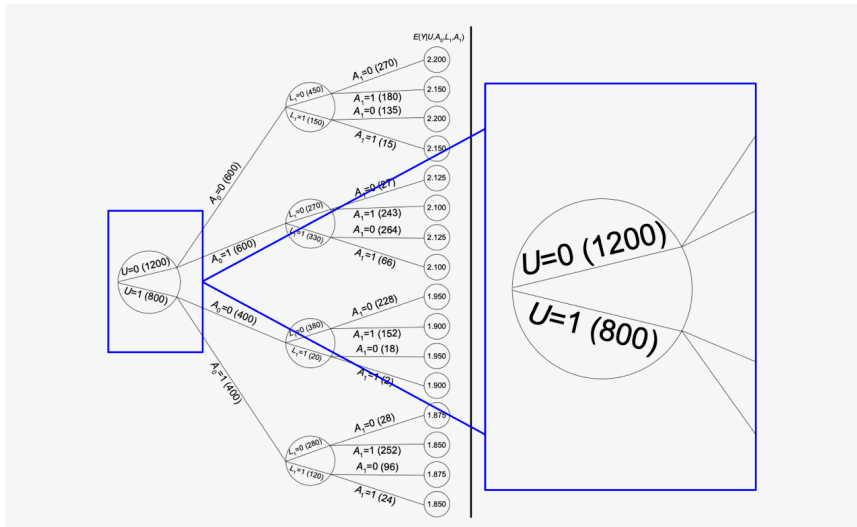 E(Y|U,A₀,L₁,A₁)
A₁=0 (270)
2.200
L₁=0 (450)
A₁=1 (180)
2.150
L₁=1 (150)
A₁=0 (135)
2.200
A₁=1 (15)
2.150
A₀=0 (600)
A₁=0 (27)
2.125
L₁=0 (270)
A₁=1 (243)
2.100
L₁=1 (330)
A₁=0 (264)
2.125
A₁=1 (66)
2.100
A₀=1 (600)
U=0 (1200)
U=1 (800)
A₀=0 (400)
A₁=0 (228)
1.950
L₁=0 (380)
A₁=1 (152)
1.900
L₁=1 (20)
A₁=0 (18)
1.950
A₁=1 (2)
1.900
A₀=1 (400)
A₁=0 (28)
1.875
L₁=0 (280)
A₁=1 (252)
1.850
L₁=1 (120)
A₁=0 (96)
1.875
A₁=1 (24)
1.850
U=0 (1200)
U=1 (800)